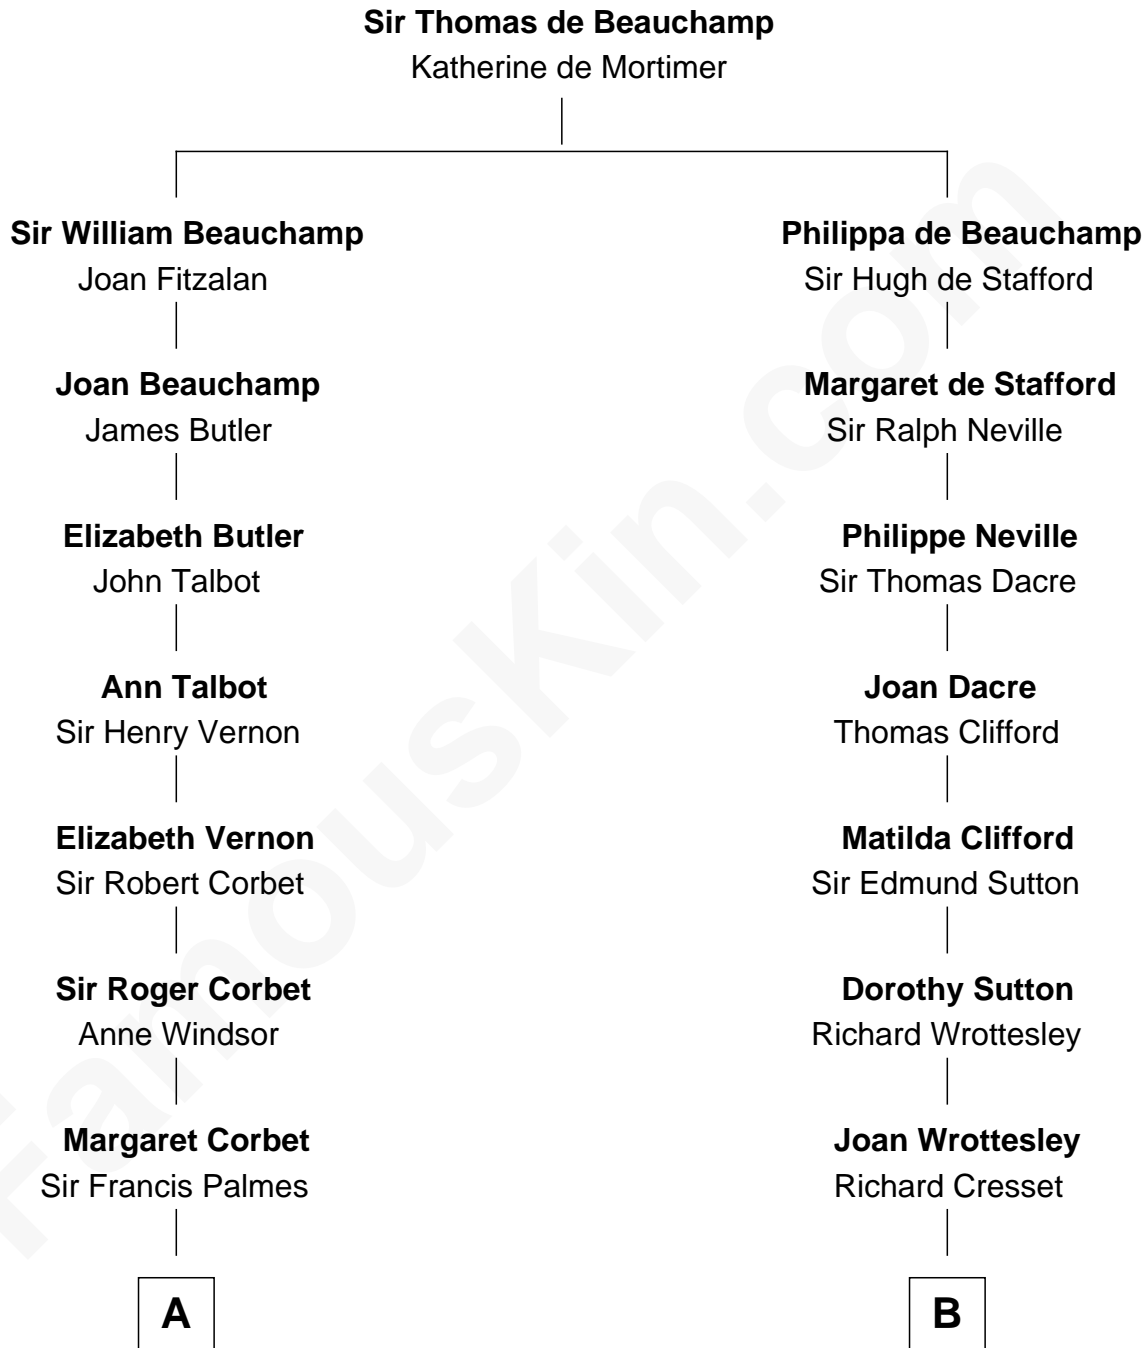 Sir Thomas de Beauchamp
Katherine de Mortimer
Sir William Beauchamp
Joan Fitzalan
Philippa de Beauchamp
Sir Hugh de Stafford
Joan Beauchamp
James Butler
Margaret de Stafford
Sir Ralph Neville
Elizabeth Butler
John Talbot
Philippe Neville
Sir Thomas Dacre
Ann Talbot
Sir Henry Vernon
Joan Dacre
Thomas Clifford
Elizabeth Vernon
Sir Robert Corbet
Matilda Clifford
Sir Edmund Sutton
Sir Roger Corbet
Anne Windsor
Dorothy Sutton
Richard Wrottesley
Margaret Corbet
Sir Francis Palmes
Joan Wrottesley
Richard Cresset
A
B
FamousKin.com